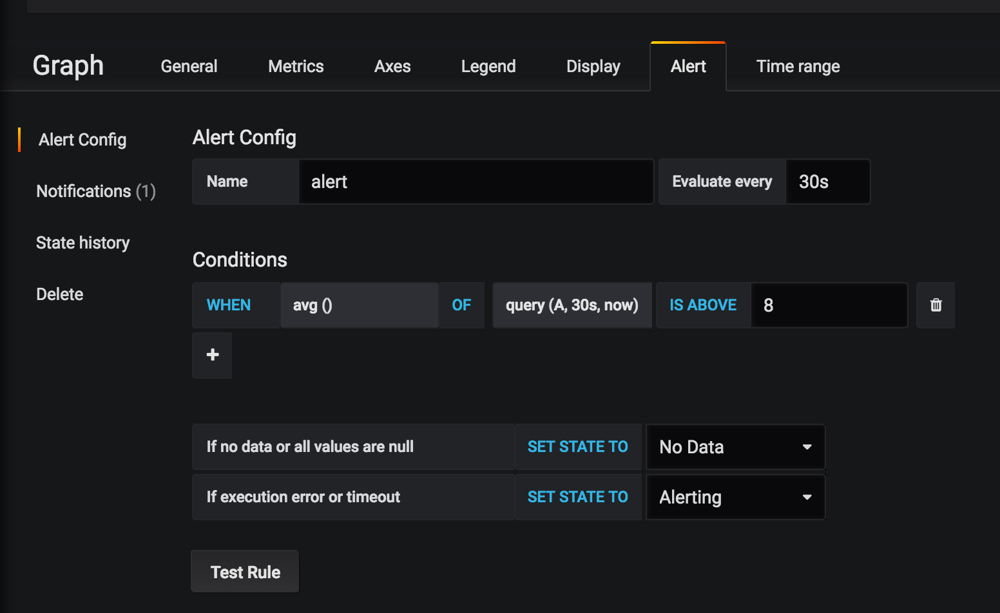 Graph General Metrics Axes Legend Display Alert Time range
Alert Config
Notifications (1)
State history
Delete
Alert Config
Name alert Evaluate every 30s
Conditions
WHEN avg () OF query (A, 30s, now) IS ABOVE 8
+
If no data or all values are null SET STATE TO No Data
If execution error or timeout SET STATE TO Alerting
Test Rule